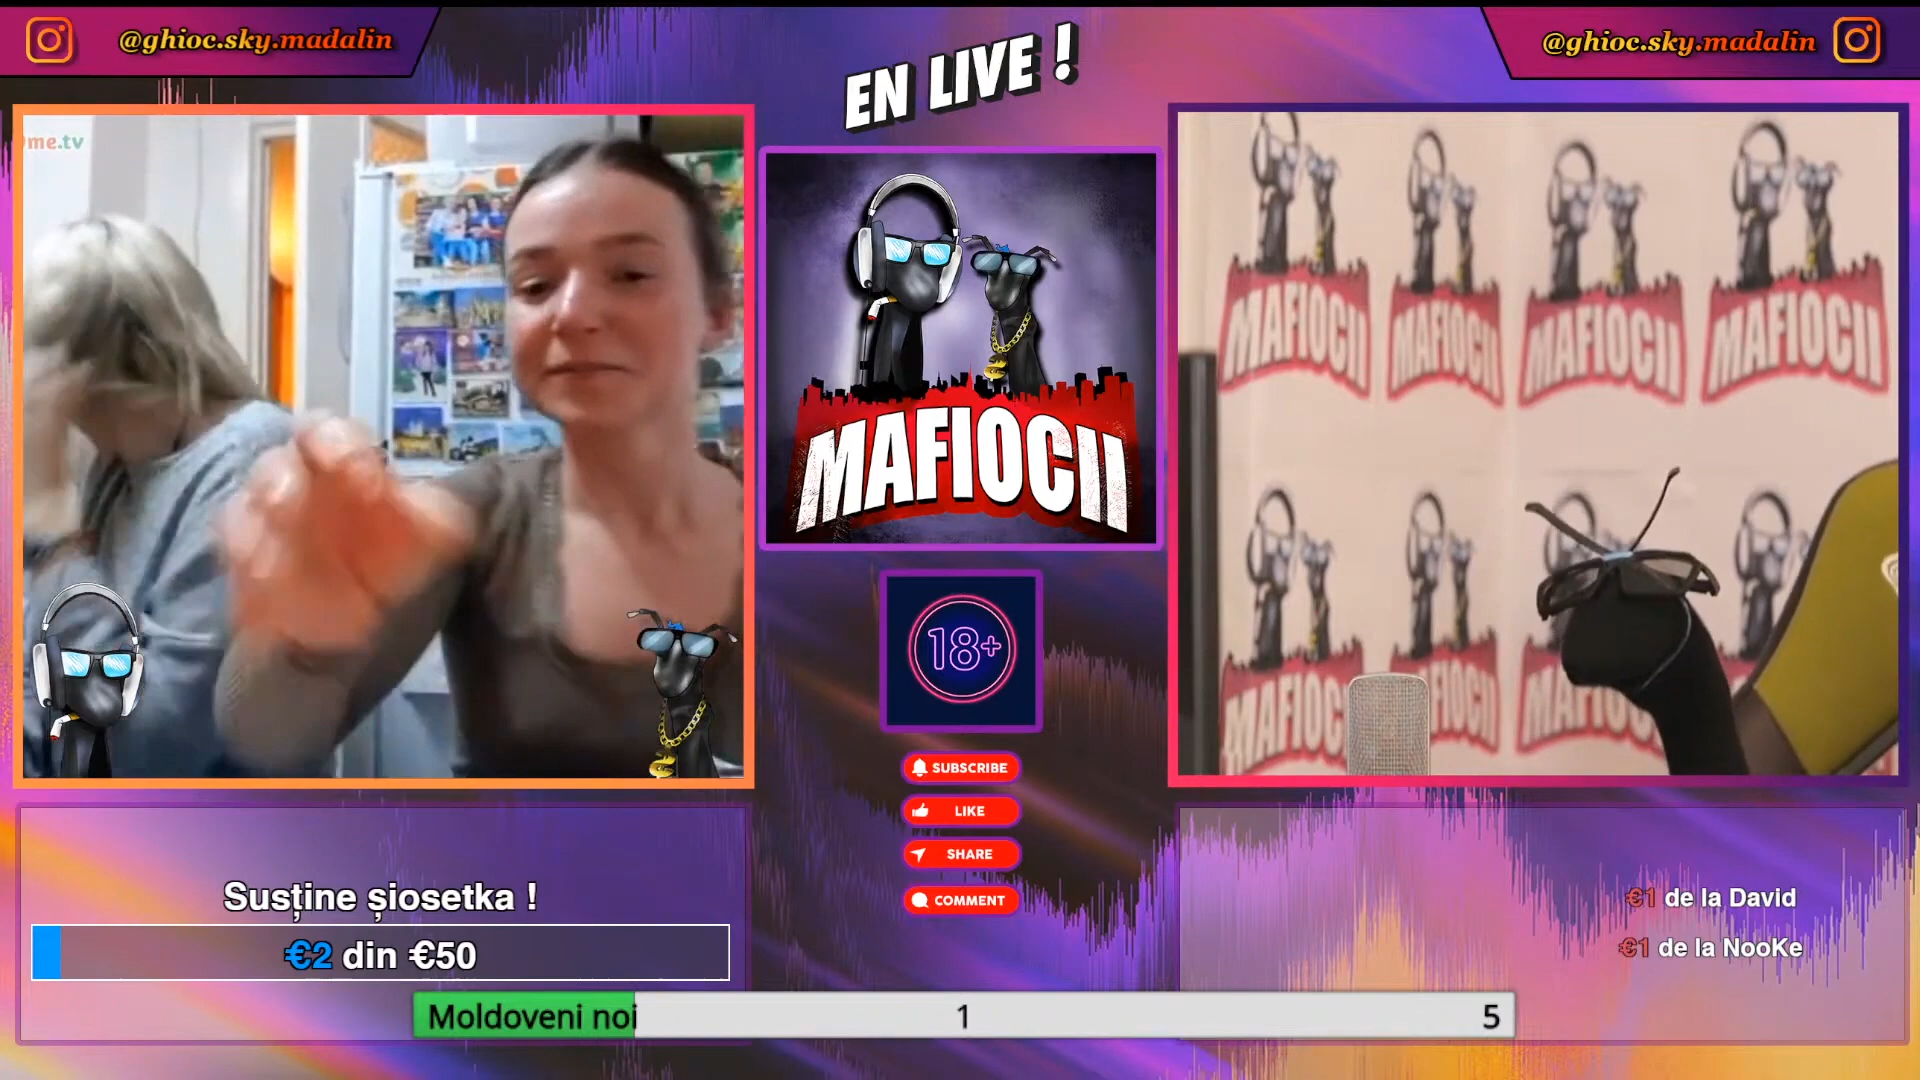 @ghioc.sky.madalin
@ghioc.sky.madalin
EN LIVE !
me.tv
MAFIOCII
MAFIOCII
MAFIOCII
MAFIOCII
MAFIOCII
MAFIOCII
18+
SUBSCRIBE
LIKE
SHARE
COMMENT
Susține șiosetka !
€2 din €50
€1 de la David
€1 de la NooKe
Moldoveni noi 1 5